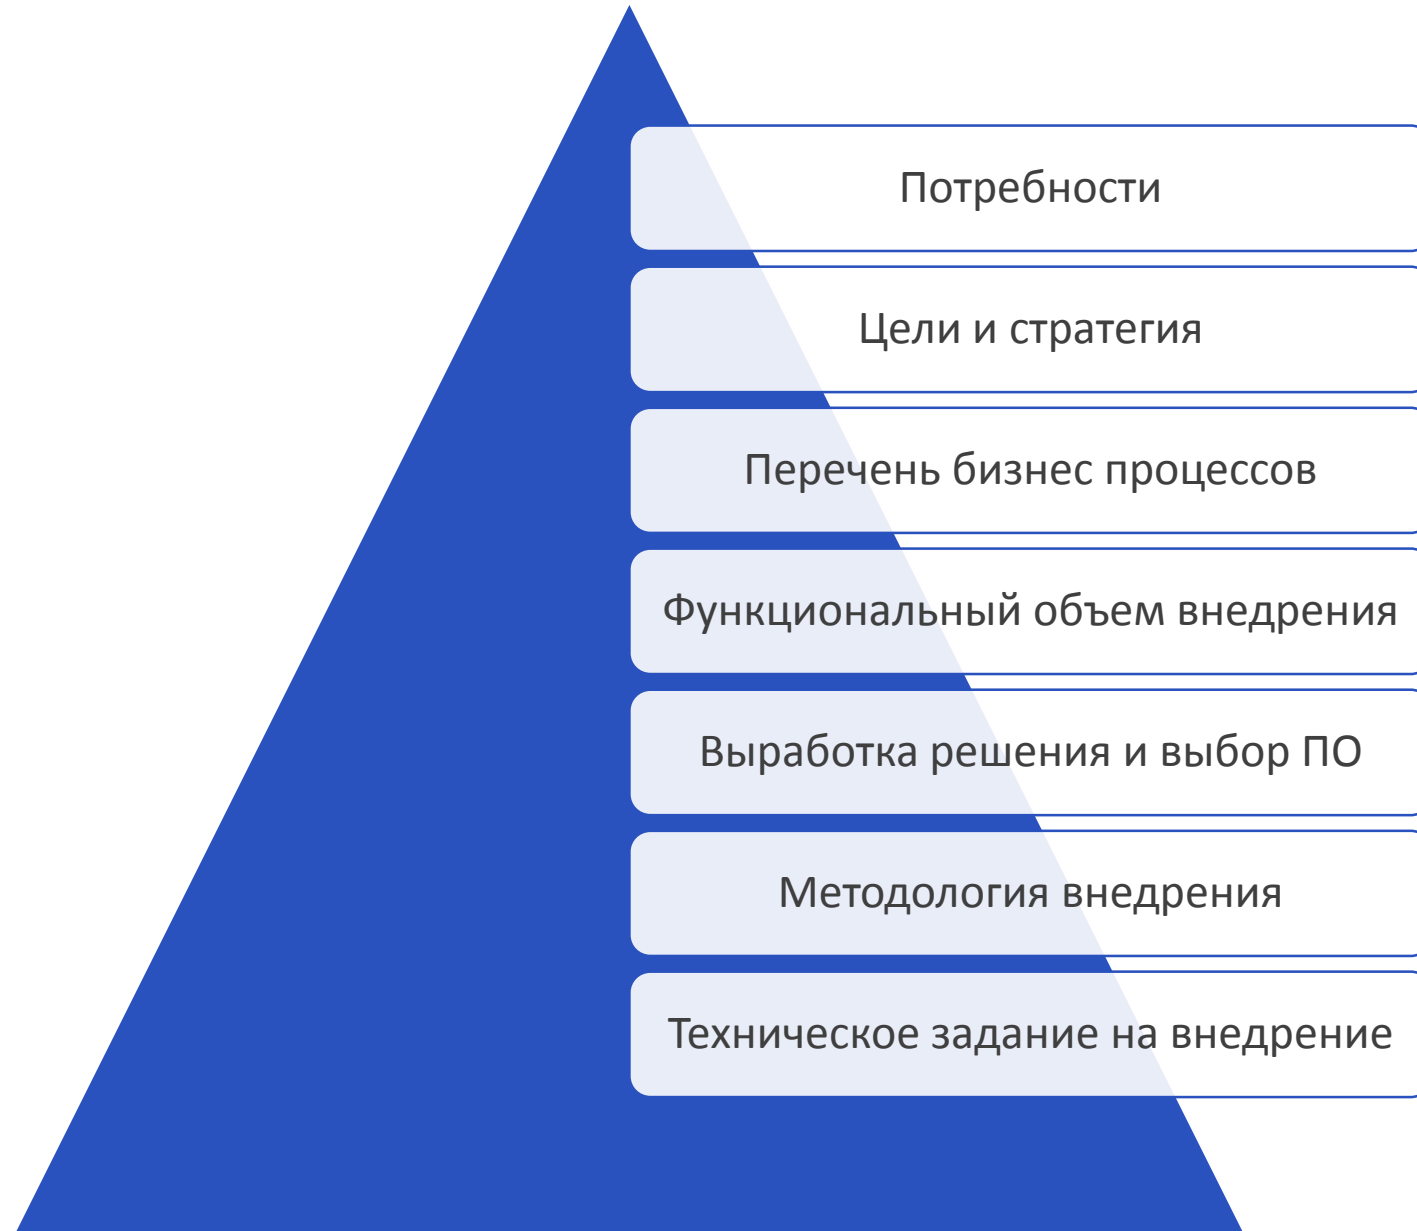 Потребности
Цели и стратегия
Перечень бизнес процессов
Функциональный объем внедрения
Выработка решения и выбор ПО
Методология внедрения
Техническое задание на внедрение